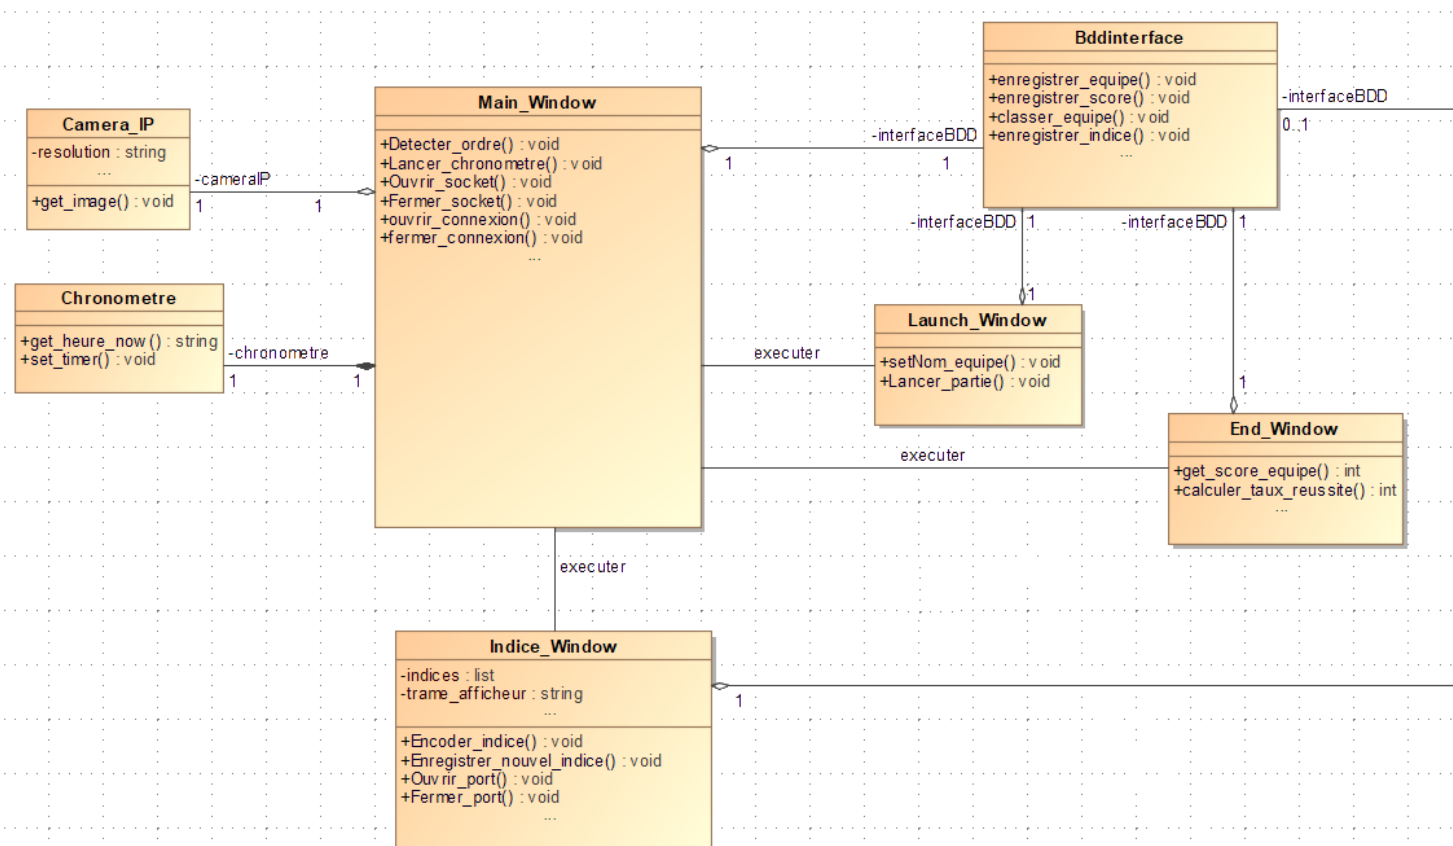 Bddinterface
+enregistrer_equipe() : void
+enregistrer_score() : void
+classer_equipe() : void
+enregistrer_indice() : void
...
-interfaceBDD
0..1
Main_Window
+Detecter_ordre() : void
+Lancer_chronometre() : void
+Ouvrir_socket() : void
+Fermer_socket() : void
+ouvrir_connexion() : void
+fermer_connexion() : void
...
Camera_IP
-resolution : string
...
+get_image() : void
-cameraIP
1
1
-interfaceBDD
1
1
-interfaceBDD
1
1
-interfaceBDD
1
1
Chronometre
+get_heure_now() : string
+set_timer() : void
-chronometre
1
1
Launch_Window
+setNom_equipe() : void
+Lancer_partie() : void
executer
End_Window
+get_score_equipe() : int
+calculer_taux_reussite() : int
...
executer
executer
Indice_Window
-indices : list
-trame_afficheur : string
...
+Encoder_indice() : void
+Enregistrer_nouvel_indice() : void
+Ouvrir_port() : void
+Fermer_port() : void
...
1